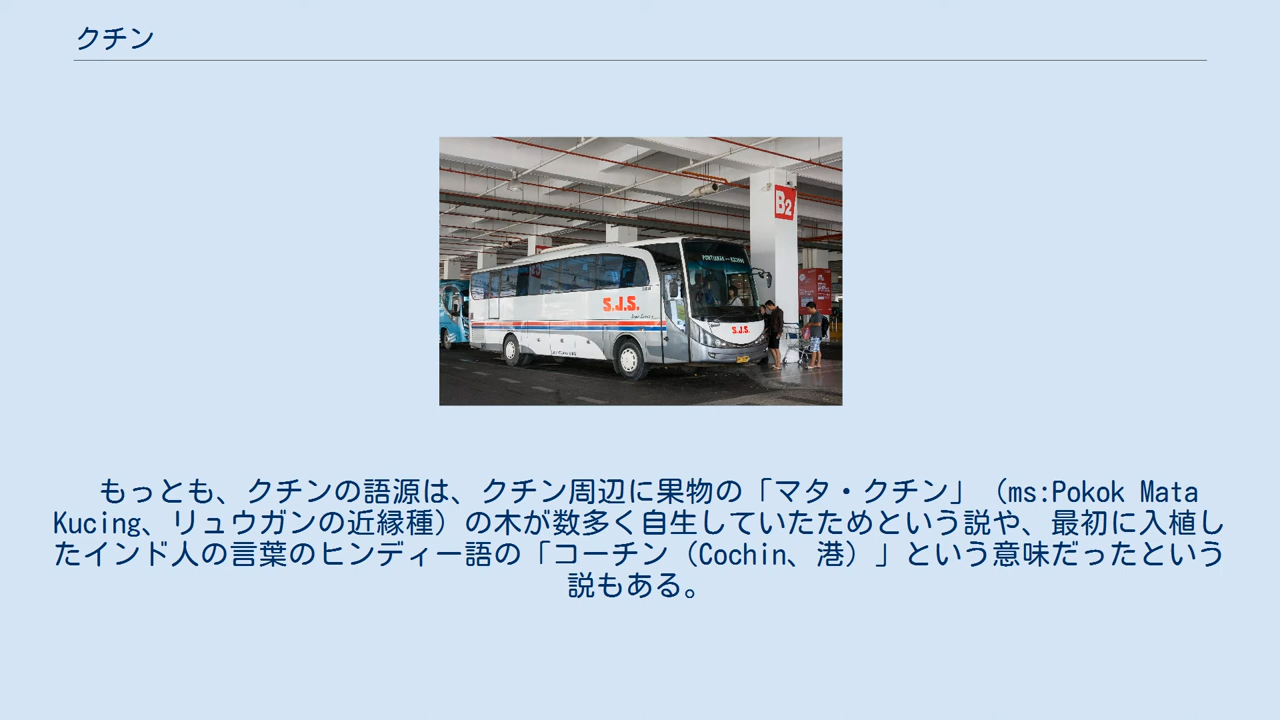 クチン
B2
PONTIANAK
S.J.S.
S.J.S.
もっとも、クチンの語源は、クチン周辺に果物の「マタ・クチン」（ms:Pokok Mata
Kucing、リュウガンの近縁種）の木が数多く自生していたためという説や、最初に入植し
たインド人の言葉のヒンディー語の「コーチン（Cochin、港）」という意味だったという
説もある。